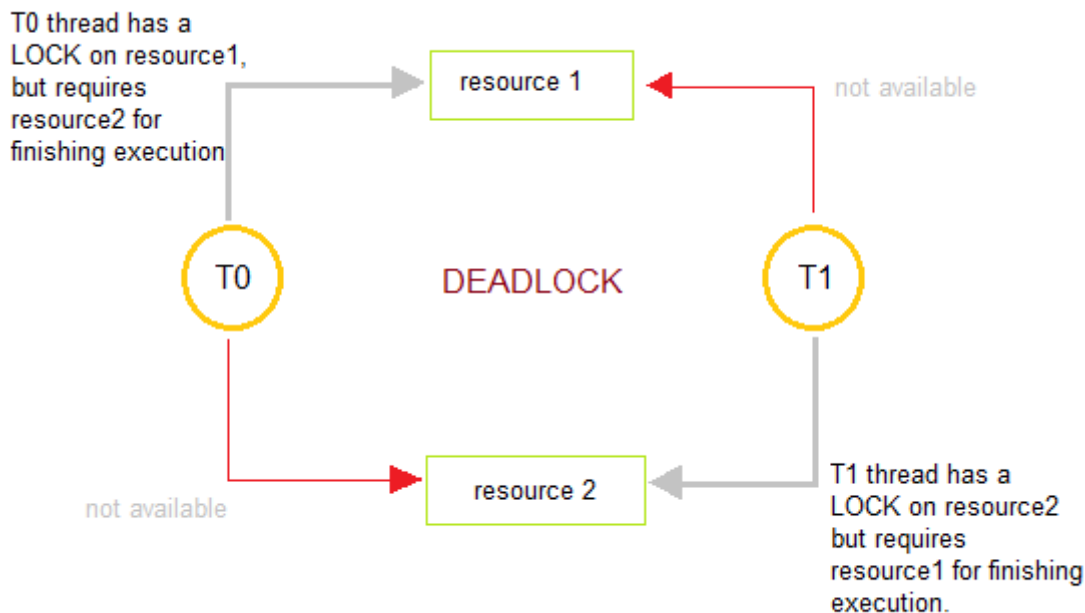 T0 thread has a
LOCK on resource1,
but requires
resource2 for
finishing execution
resource 1
not available
T0
DEADLOCK
T1
not available
resource 2
T1 thread has a
LOCK on resource2
but requires
resource1 for finishing
execution.